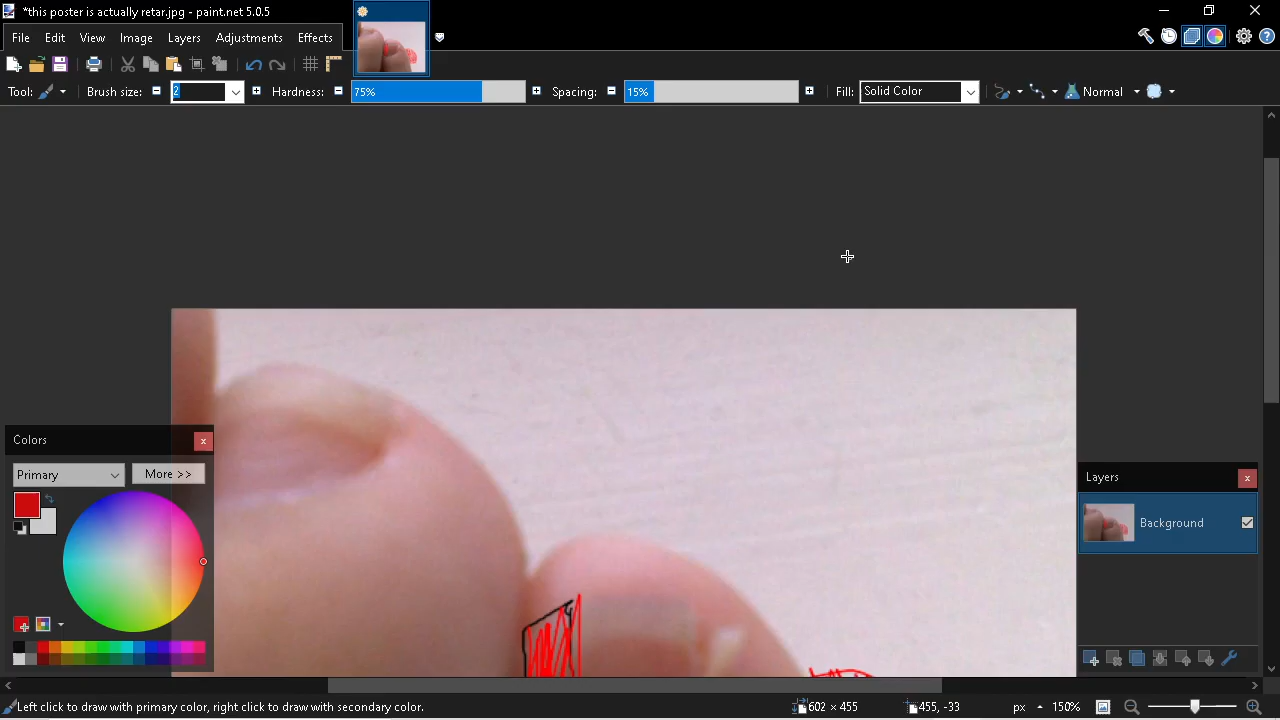 *this poster is actually retar.jpg - paint.net 5.0.5
File Edit View Image Layers Adjustments Effects
Tool: Brush size: 2 Hardness: 75% Spacing: 15% Fill: Solid Color Normal
Colors
Primary More >>
Layers
Background
Left click to draw with primary color, right click to draw with secondary color. 602 × 455 455, -33 px 150%